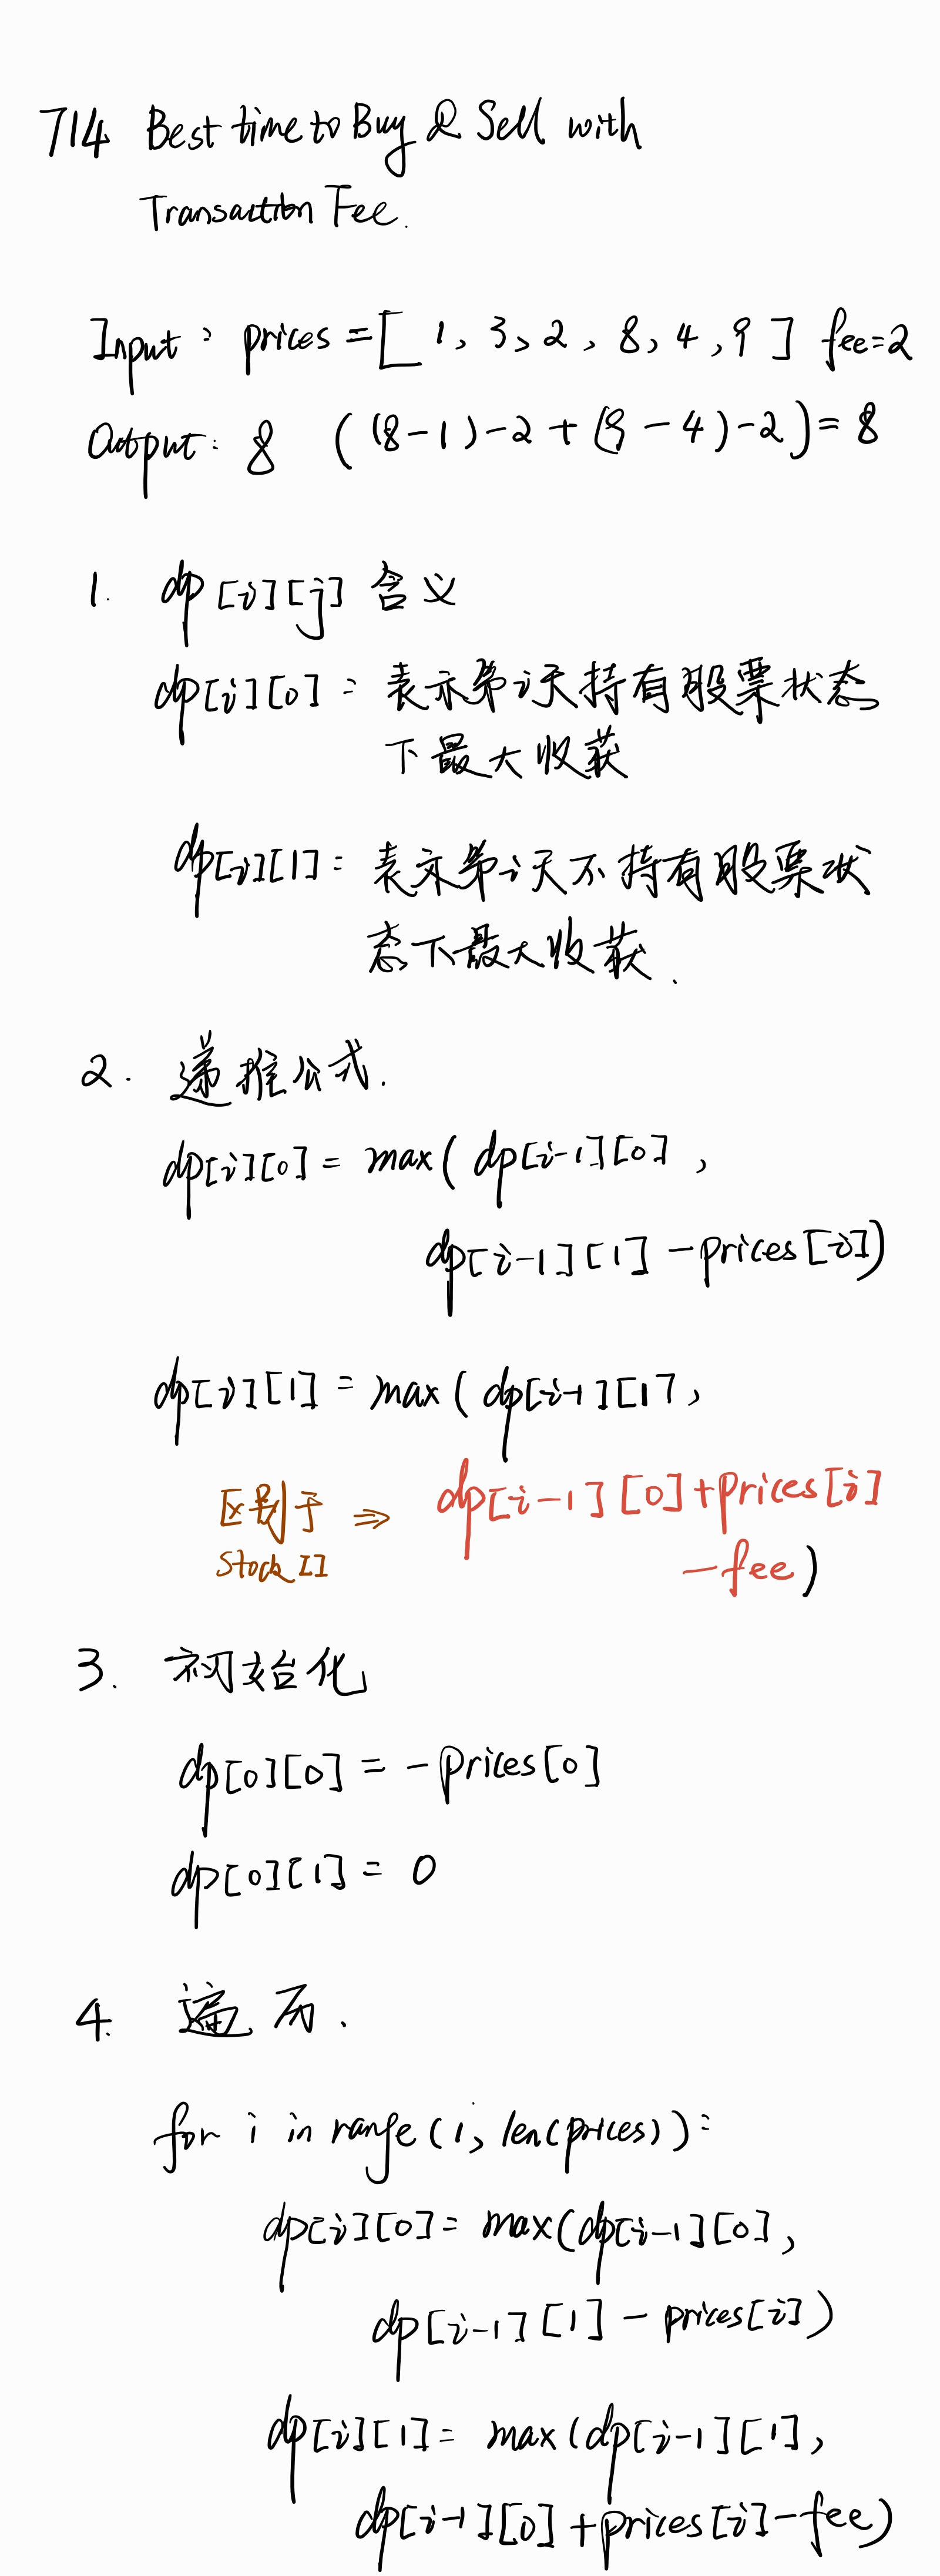 714 Best time to Buy & Sell with
Transaction Fee.
Input: prices = [ 1, 3, 2, 8, 4, 9 ] fee=2
Output: 8 ( (8-1)-2+(9-4)-2)=8
1. dp[i][j] 含义
dp[i][0]: 表示第i天持有股票状态
下最大收获
dp[i][1]: 表示第i天不持有股票状
态下最大收获.
2. 递推公式.
dp[i][0] = max( dp[i-1][0] ,
dp[i-1][1] -prices[i])
dp[i][1] = max( dp[i-1][1],
区别于 ⇒ dp[i-1][0]+prices[i]
Stock II -fee)
3. 初始化
dp[0][0] = -prices[0]
dp[0][1] = 0
4. 遍历.
for i in range(1, len(prices)):
dp[i][0] = max(dp[i-1][0],
dp[i-1][1] - prices[i])
dp[i][1] = max(dp[i-1][1],
dp[i-1][0]+prices[i]-fee)